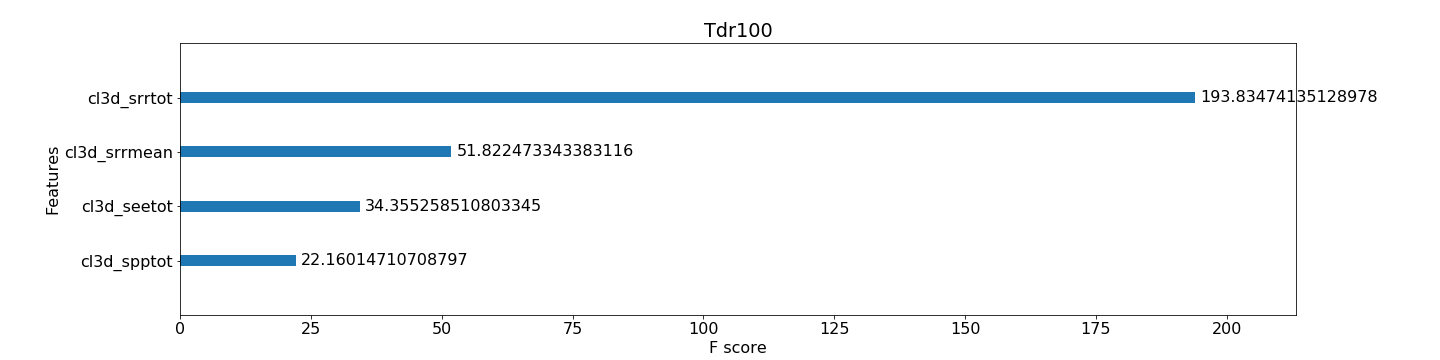 Tdr100
Features
cl3d_srrtot
193.83474135128978
cl3d_srrmean
51.822473343383116
cl3d_seetot
34.355258510803345
cl3d_spptot
22.16014710708797
0 25 50 75 100 125 150 175 200
F score